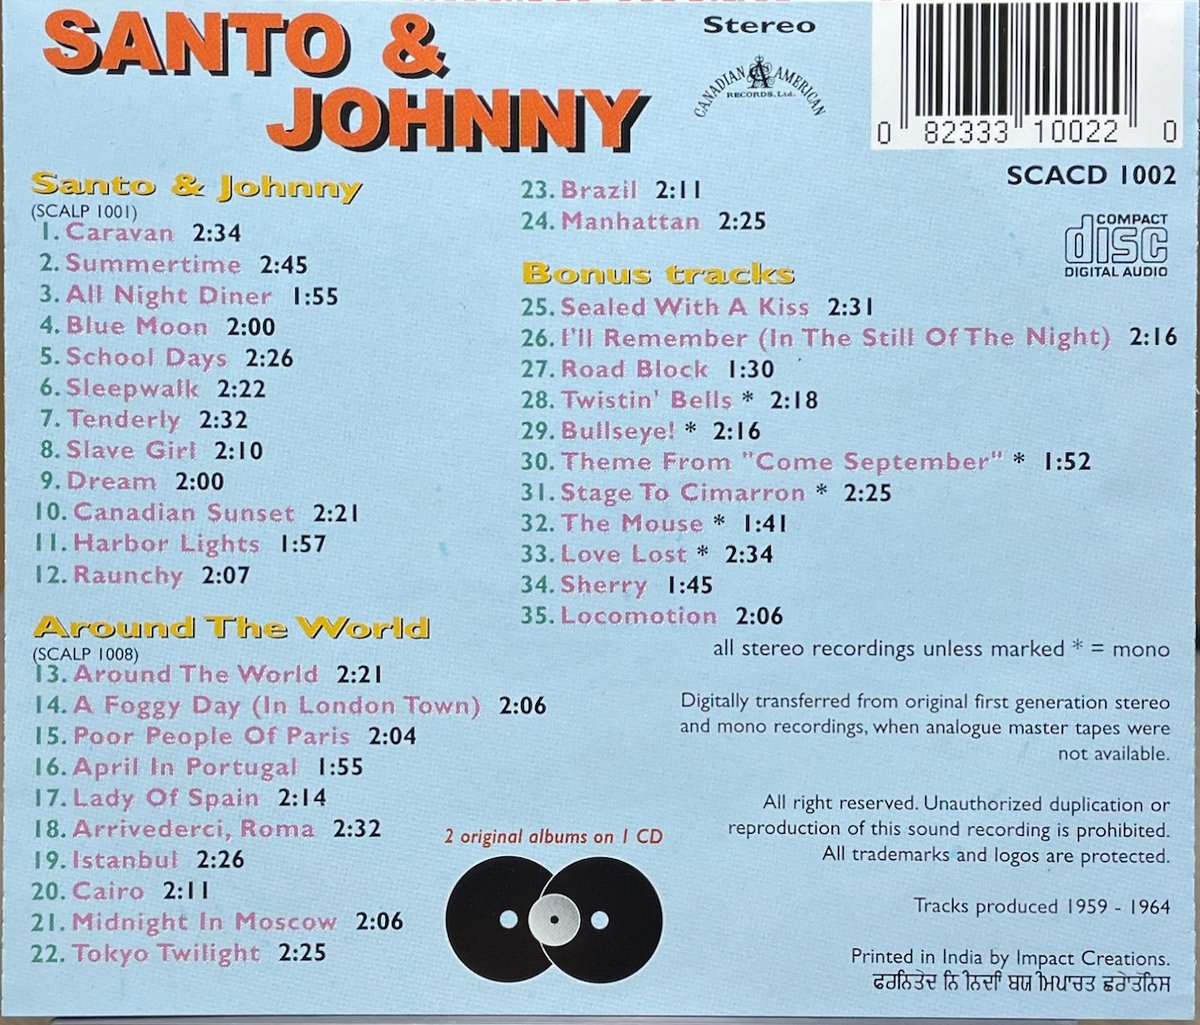 SANTO &
JOHNNY
Stereo
CANADIAN AMERICAN
RECORDS, Ltd.
0 82333 10022 0
SCACD 1002
COMPACT
disc
DIGITAL AUDIO
Santo & Johnny
(SCALP 1001)
1. Caravan 2:34
2. Summertime 2:45
3. All Night Diner 1:55
4. Blue Moon 2:00
5. School Days 2:26
6. Sleepwalk 2:22
7. Tenderly 2:32
8. Slave Girl 2:10
9. Dream 2:00
10. Canadian Sunset 2:21
11. Harbor Lights 1:57
12. Raunchy 2:07
Around The World
(SCALP 1008)
13. Around The World 2:21
14. A Foggy Day (In London Town) 2:06
15. Poor People Of Paris 2:04
16. April In Portugal 1:55
17. Lady Of Spain 2:14
18. Arrivederci, Roma 2:32
19. Istanbul 2:26
20. Cairo 2:11
21. Midnight In Moscow 2:06
22. Tokyo Twilight 2:25
23. Brazil 2:11
24. Manhattan 2:25
Bonus tracks
25. Sealed With A Kiss 2:31
26. I'll Remember (In The Still Of The Night) 2:16
27. Road Block 1:30
28. Twistin' Bells * 2:18
29. Bullseye! * 2:16
30. Theme From "Come September" * 1:52
31. Stage To Cimarron * 2:25
32. The Mouse * 1:41
33. Love Lost * 2:34
34. Sherry 1:45
35. Locomotion 2:06
all stereo recordings unless marked * = mono
Digitally transferred from original first generation stereo
and mono recordings, when analogue master tapes were
not available.
All right reserved. Unauthorized duplication or
reproduction of this sound recording is prohibited.
All trademarks and logos are protected.
2 original albums on 1 CD
Tracks produced 1959 - 1964
Printed in India by Impact Creations.